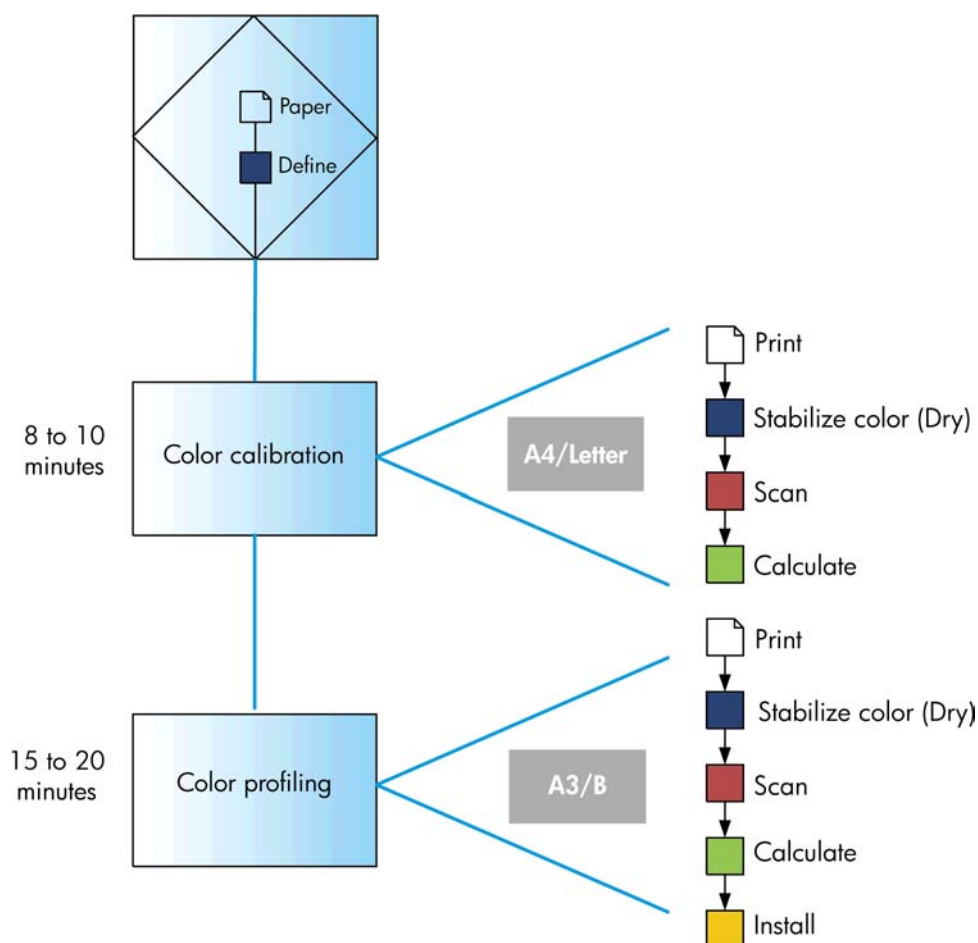 Paper
Define
8 to 10
minutes
Color calibration
A4/Letter
Print
Stabilize color (Dry)
Scan
Calculate
15 to 20
minutes
Color profiling
A3/B
Print
Stabilize color (Dry)
Scan
Calculate
Install